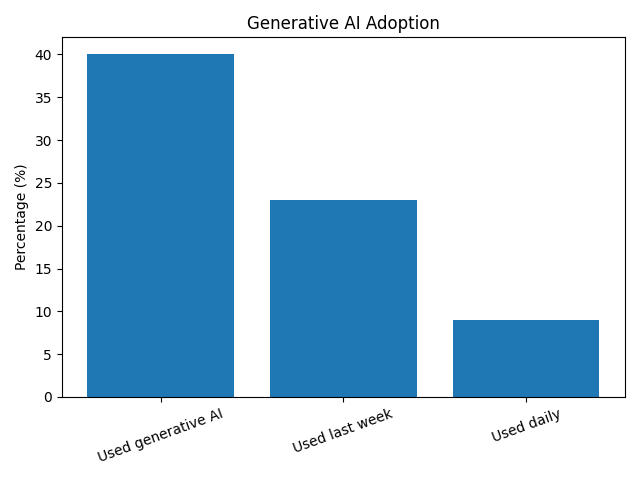 Generative AI Adoption
Percentage (%)
40
35
30
25
20
15
10
5
0
Used generative AI
Used last week
Used daily